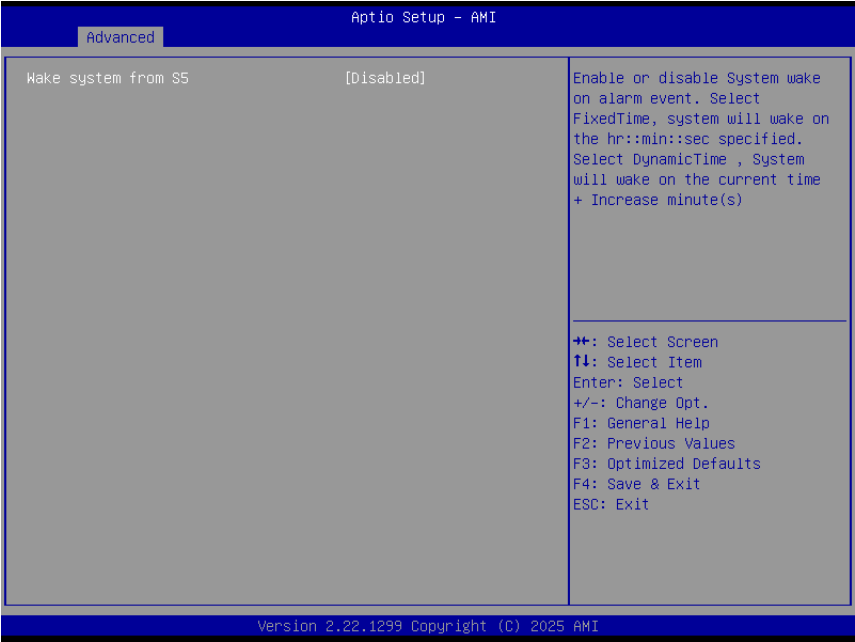 Aptio Setup – AMI
Advanced
Wake system from S5 [Disabled]
Enable or disable System wake
on alarm event. Select
FixedTime, system will wake on
the hr::min::sec specified.
Select DynamicTime , System
will wake on the current time
+ Increase minute(s)
→←: Select Screen
↑↓: Select Item
Enter: Select
+/-: Change Opt.
F1: General Help
F2: Previous Values
F3: Optimized Defaults
F4: Save & Exit
ESC: Exit
Version 2.22.1299 Copyright (C) 2025 AMI